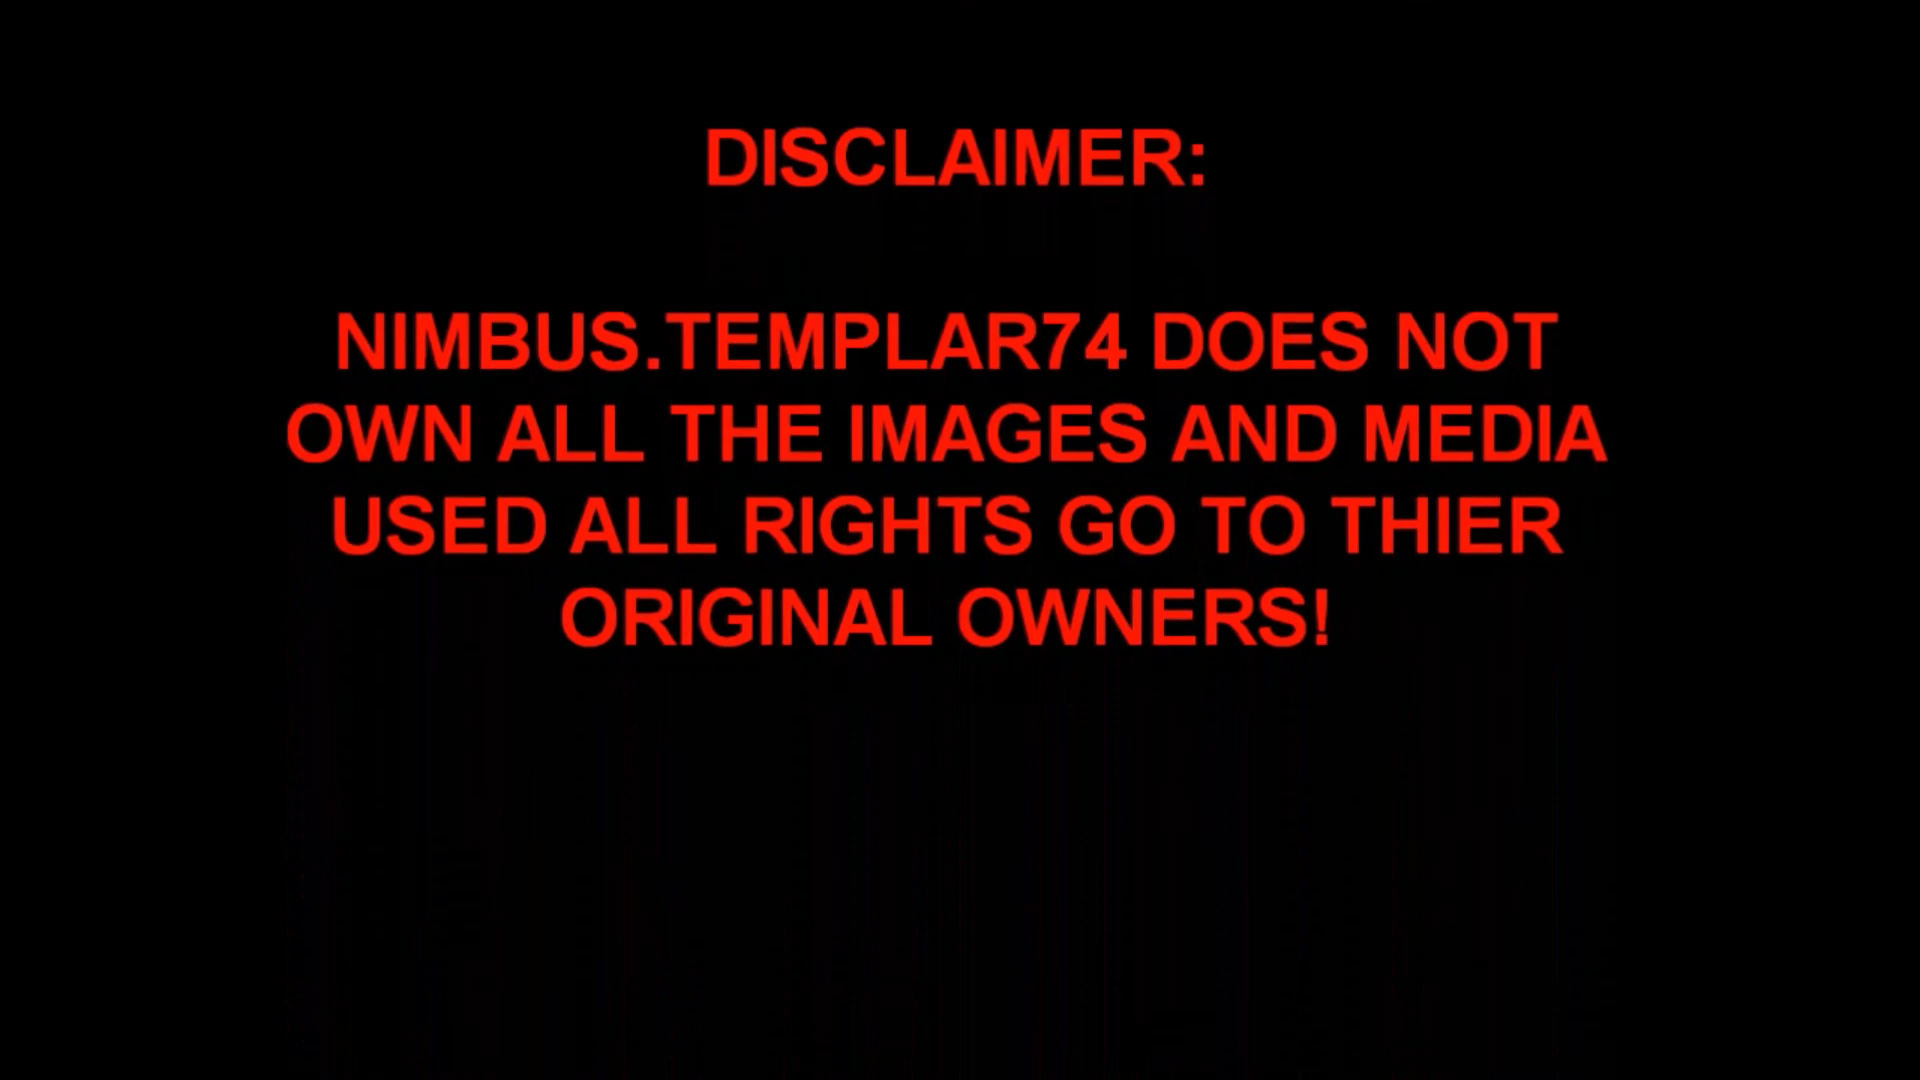 DISCLAIMER:
NIMBUS.TEMPLAR74 DOES NOT
OWN ALL THE IMAGES AND MEDIA
USED ALL RIGHTS GO TO THIER
ORIGINAL OWNERS!